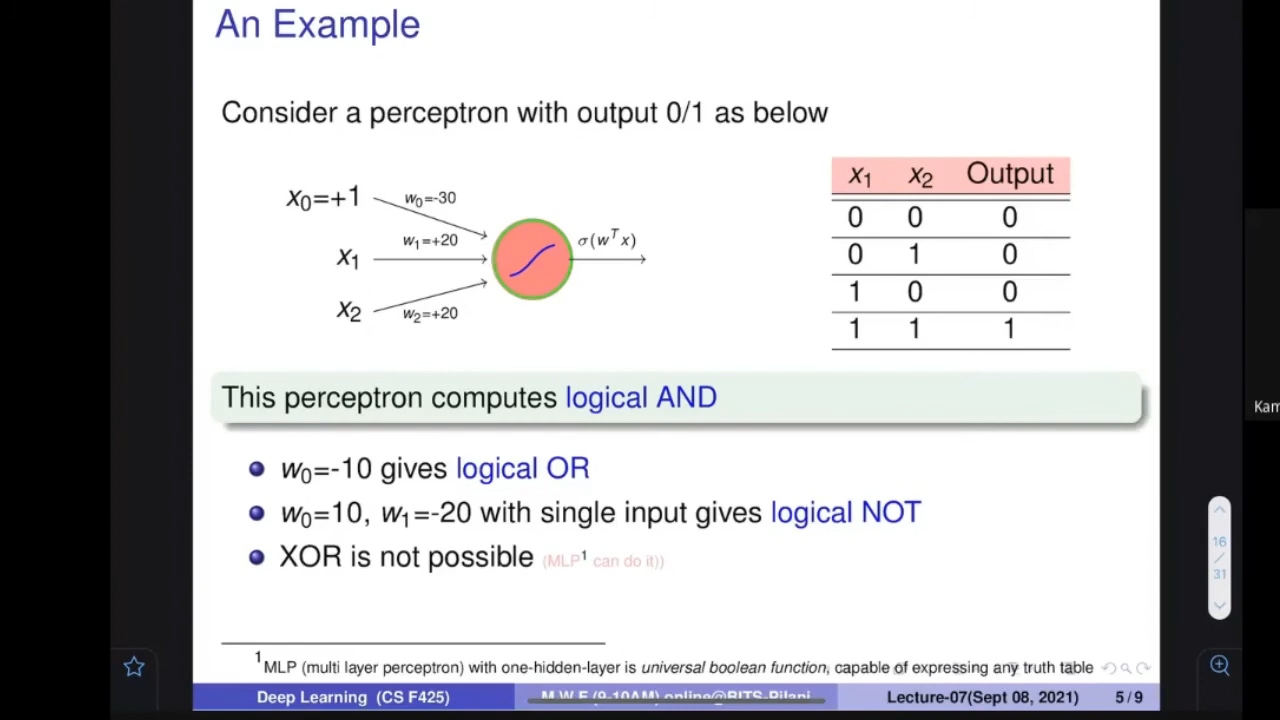 An Example
Consider a perceptron with output 0/1 as below
x₀=+1
w₀=-30
w₁=+20
x₁
x₂
w₂=+20
σ(wᵀx)
x₁ x₂ Output
0 0 0
0 1 0
1 0 0
1 1 1
This perceptron computes logical AND
w₀=-10 gives logical OR
w₀=10, w₁=-20 with single input gives logical NOT
XOR is not possible (MLP¹ can do it))
¹MLP (multi layer perceptron) with one-hidden-layer is universal boolean function, capable of expressing any truth table
Deep Learning (CS F425) M W F (9-10AM) online@BITS-Pilani Lecture-07(Sept 08, 2021) 5 / 9
16
/
31
Kam